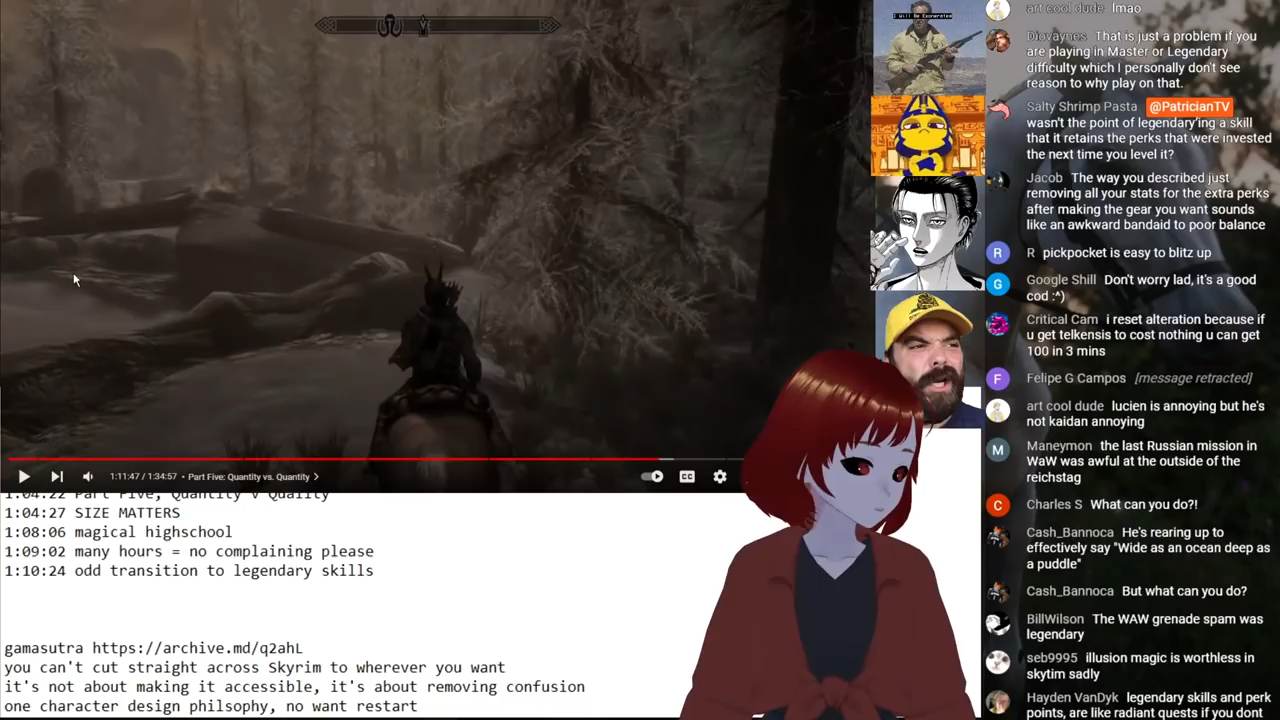 I Will Be Exonerated
art cool dude lmao
Diovaynes That is just a problem if you
are playing in Master or Legendary
difficulty which I personally don't see
reason to why play on that.
Salty Shrimp Pasta @PatricianTV
wasn't the point of legendary'ing a skill
that it retains the perks that were invested
the next time you level it?
Jacob The way you described just
removing all your stats for the extra perks
after making the gear you want sounds
like an awkward bandaid to poor balance
R R pickpocket is easy to blitz up
G Google Shill Don't worry lad, it's a good
cod :^)
Critical Cam i reset alteration because if
u get telkensis to cost nothing u can get
100 in 3 mins
F Felipe G Campos [message retracted]
art cool dude lucien is annoying but he's
not kaidan annoying
M Maneymon the last Russian mission in
WaW was awful at the outside of the
reichstag
C Charles S What can you do?!
Cash_Bannoca He's rearing up to
effectively say "Wide as an ocean deep as
a puddle"
Cash_Bannoca But what can you do?
BillWilson The WAW grenade spam was
legendary
seb9995 illusion magic is worthless in
skytim sadly
Hayden VanDyk legendary skills and perk
points, are like radiant quests if you dont
1:11:47 / 1:34:57 • Part Five: Quantity vs. Quantity
CC
1:04:22 Part Five, Quantity v Quality
1:04:27 SIZE MATTERS
1:08:06 magical highschool
1:09:02 many hours = no complaining please
1:10:24 odd transition to legendary skills
gamasutra https://archive.md/q2ahL
you can't cut straight across Skyrim to wherever you want
it's not about making it accessible, it's about removing confusion
one character design philsophy, no want restart